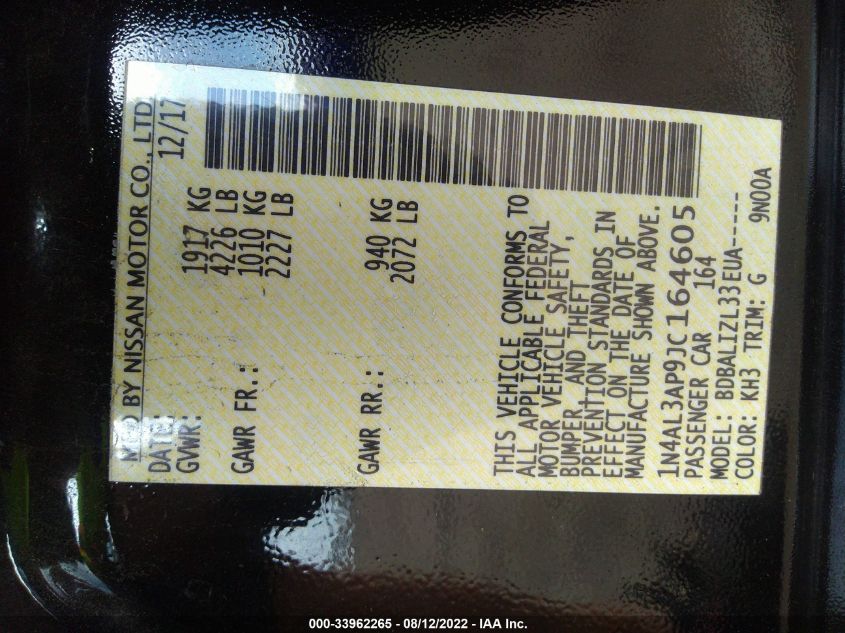 MFD BY NISSAN MOTOR CO., LTD.
DATE: 12/17
GVWR: 1917 KG
4226 LB
GAWR FR.: 1010 KG
2227 LB
GAWR RR.: 940 KG
2072 LB
THIS VEHICLE CONFORMS TO
ALL APPLICABLE FEDERAL
MOTOR VEHICLE SAFETY,
BUMPER, AND THEFT
PREVENTION STANDARDS IN
EFFECT ON THE DATE OF
MANUFACTURE SHOWN ABOVE.
1N4AL3AP9JC164605
PASSENGER CAR 164
MODEL: BDBALIZL33EUA-----
COLOR: KH3 TRIM: G 9N00A
000-33962265 - 08/12/2022 - IAA Inc.